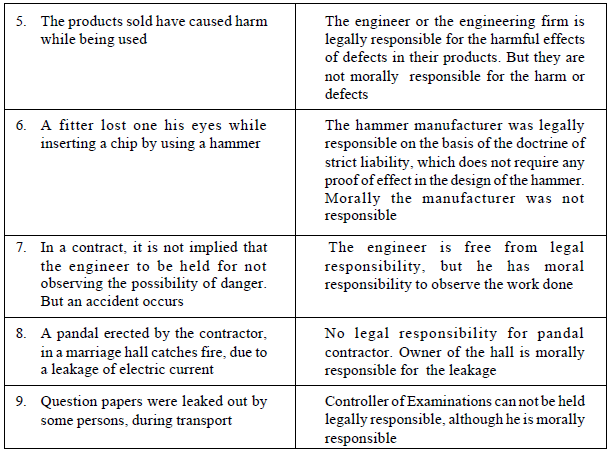 5. The products sold have caused harm
while being used
The engineer or the engineering firm is
legally responsible for the harmful effects
of defects in their products. But they are
not morally responsible for the harm or
defects
6. A fitter lost one his eyes while
inserting a chip by using a hammer
The hammer manufacturer was legally
responsible on the basis of the doctrine of
strict liability, which does not require any
proof of effect in the design of the hammer.
Morally the manufacturer was not
responsible
7. In a contract, it is not implied that
the engineer to be held for not
observing the possibility of danger.
But an accident occurs
The engineer is free from legal
responsibility, but he has moral
responsibility to observe the work done
8. A pandal erected by the contractor,
in a marriage hall catches fire, due to
a leakage of electric current
No legal responsibility for pandal
contractor. Owner of the hall is morally
responsible for the leakage
9. Question papers were leaked out by
some persons, during transport
Controller of Examinations can not be held
legally responsible, although he is morally
responsible